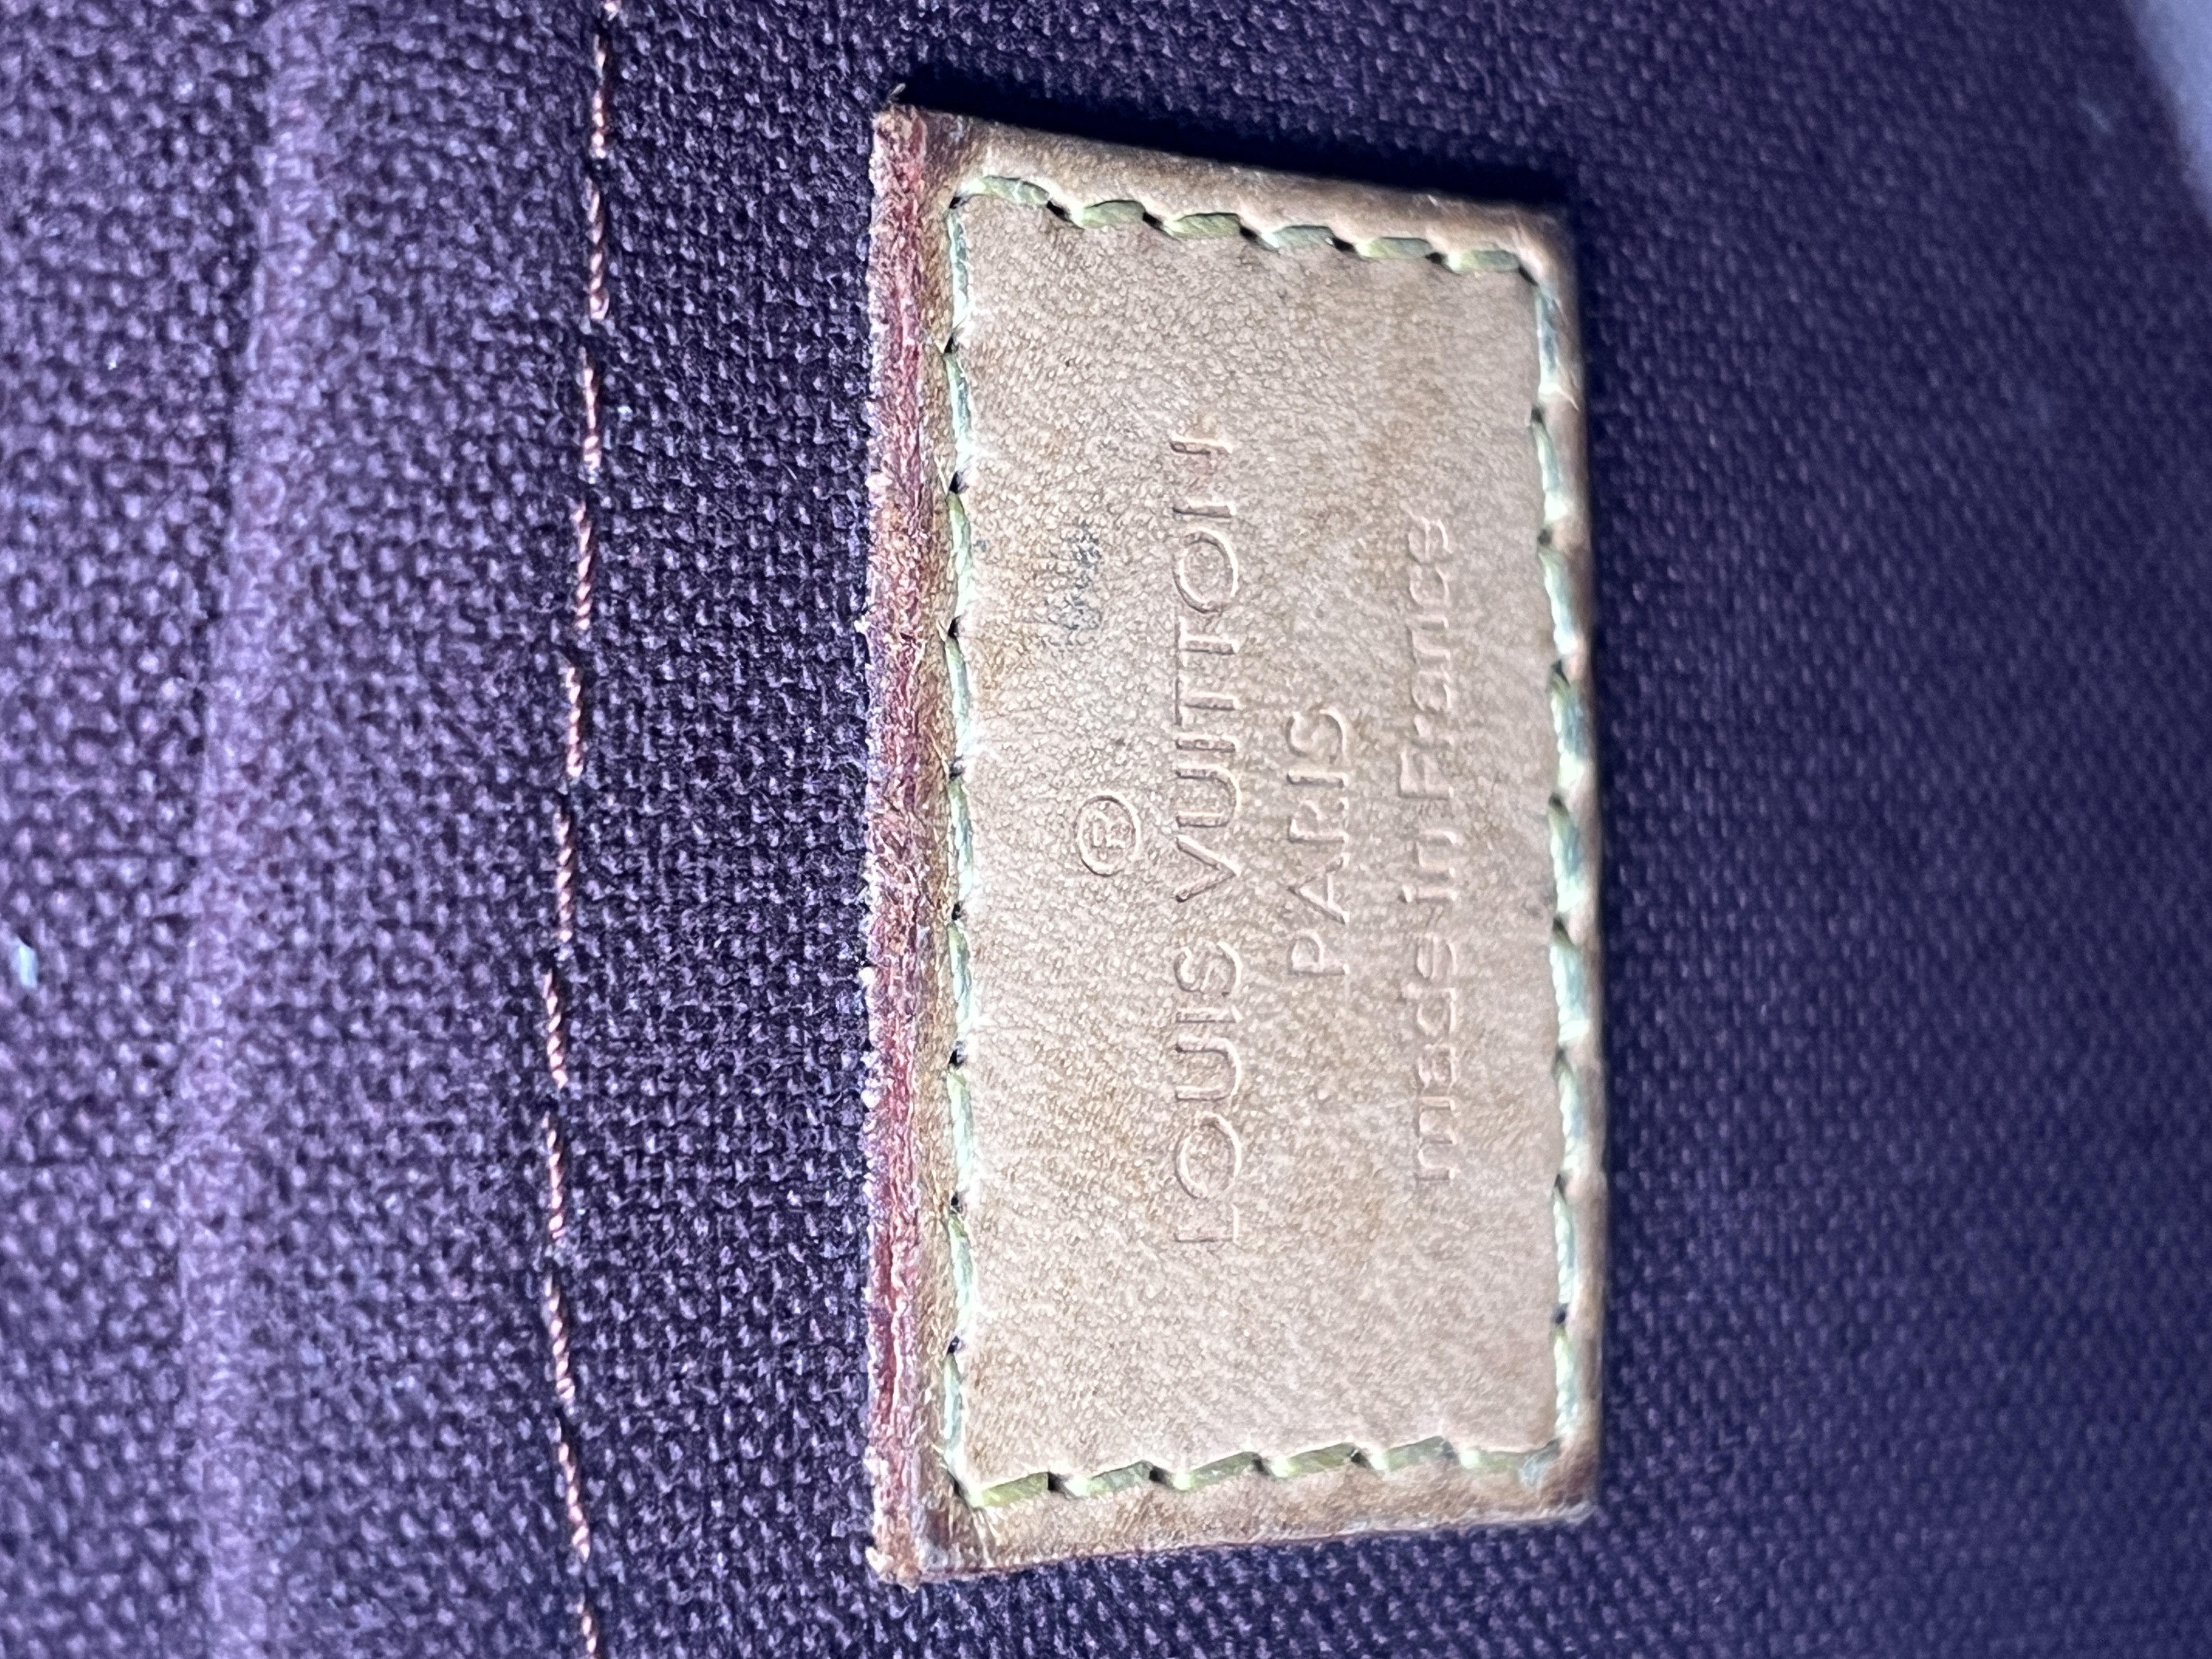 ®
LOUIS VUITTON
PARIS
made in France